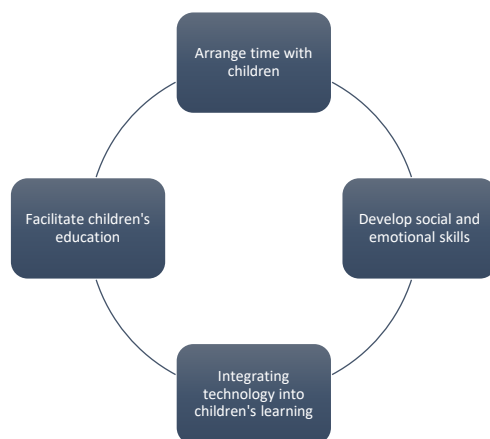 Arrange time with
children
Develop social and
emotional skills
Integrating
technology into
children's learning
Facilitate children's
education